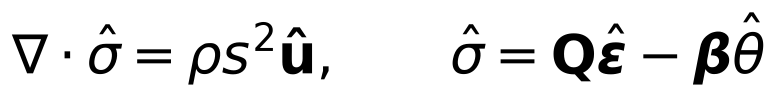 ∇ · σ̂ = ρs²𝐮̂,  σ̂ = 𝐐𝛆̂ − 𝛃θ̂